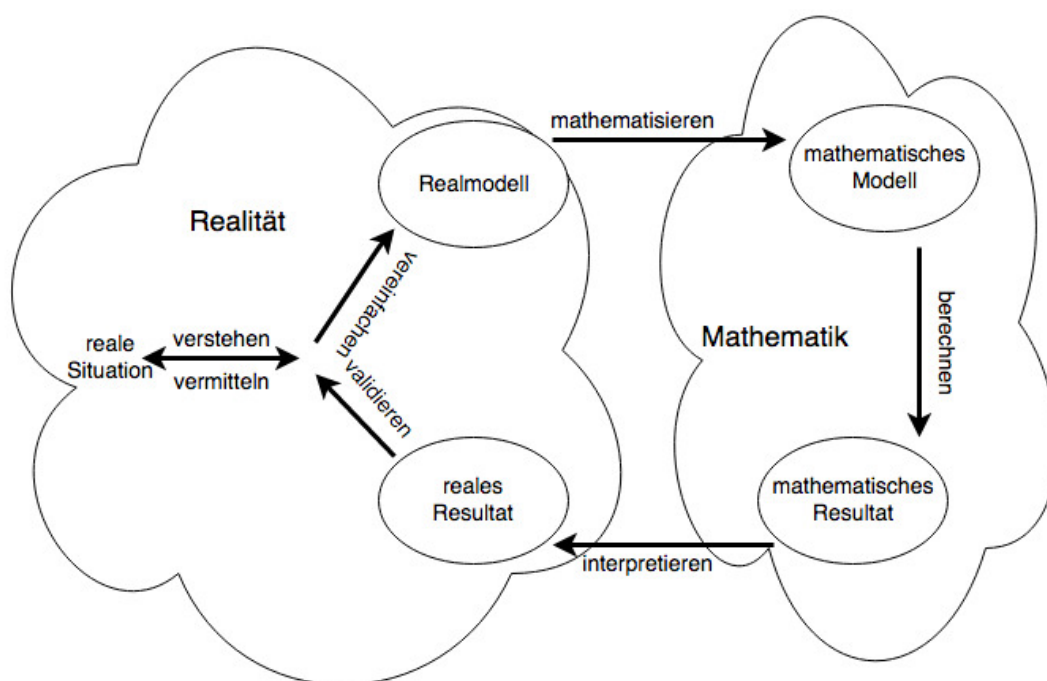 mathematisieren
Realmodell
mathematisches
Modell
Realität
vereinfachen
reale
Situation
verstehen
vermitteln
validieren
Mathematik
berechnen
reales
Resultat
mathematisches
Resultat
interpretieren